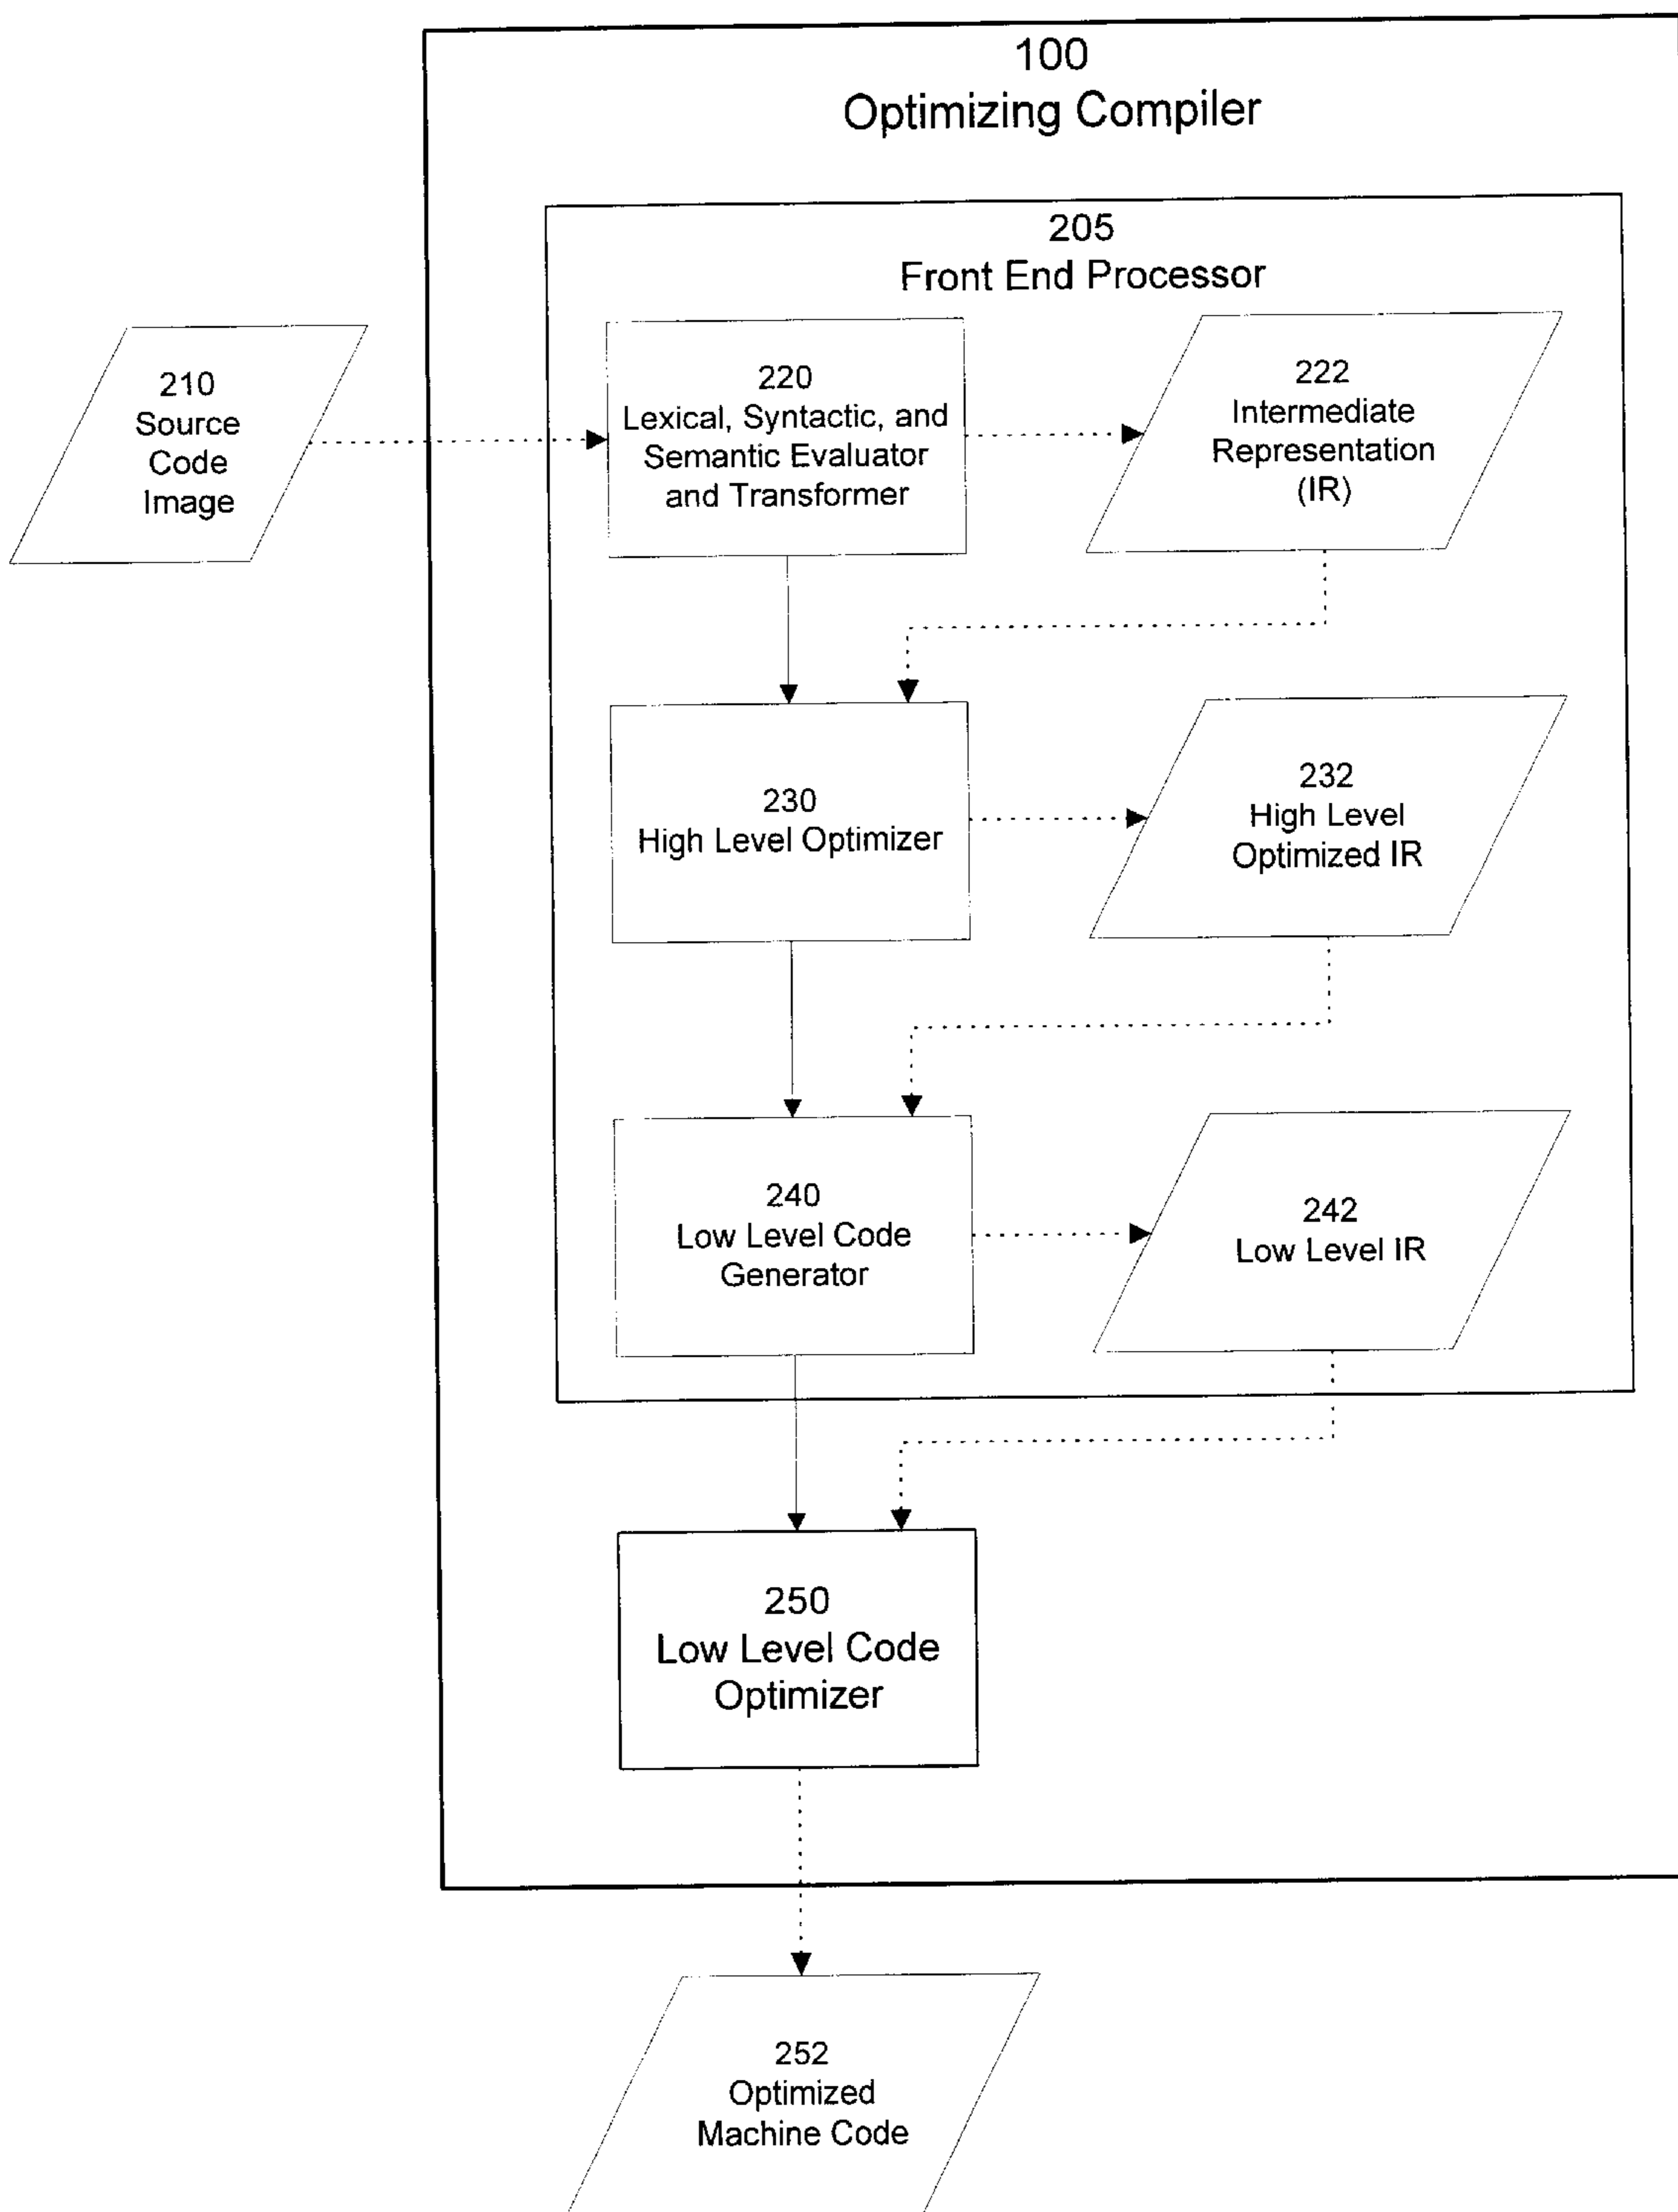 100
Optimizing Compiler
205
Front End Processor
210
Source
Code
Image
220
Lexical, Syntactic, and
Semantic Evaluator
and Transformer
222
Intermediate
Representation
(IR)
230
High Level Optimizer
232
High Level
Optimized IR
240
Low Level Code
Generator
242
Low Level IR
250
Low Level Code
Optimizer
252
Optimized
Machine Code